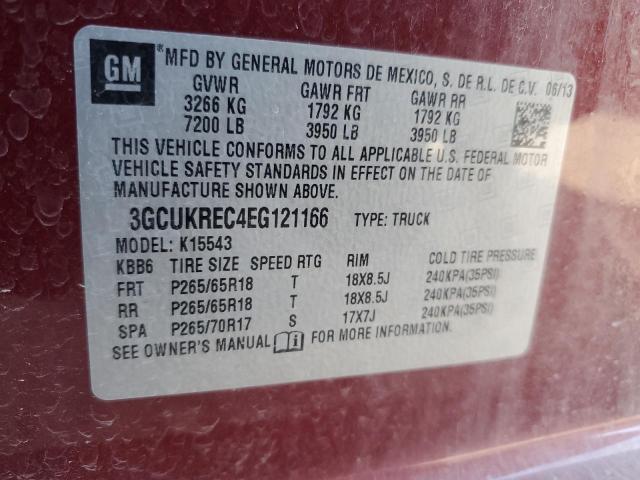 GM ® MFD BY GENERAL MOTORS DE MEXICO, S. DE R.L. DE C.V. 06/13
GVWR GAWR FRT GAWR RR
3266 KG 1792 KG 1792 KG
7200 LB 3950 LB 3950 LB
THIS VEHICLE CONFORMS TO ALL APPLICABLE U.S. FEDERAL MOTOR
VEHICLE SAFETY STANDARDS IN EFFECT ON THE DATE OF
MANUFACTURE SHOWN ABOVE.
3GCUKREC4EG121166 TYPE: TRUCK
MODEL: K15543
KBB6 TIRE SIZE SPEED RTG RIM COLD TIRE PRESSURE
FRT P265/65R18 T 18X8.5J 240KPA(35PSI)
RR P265/65R18 T 18X8.5J 240KPA(35PSI)
SPA P265/70R17 S 17X7J 240KPA(35PSI)
SEE OWNER'S MANUAL i FOR MORE INFORMATION.